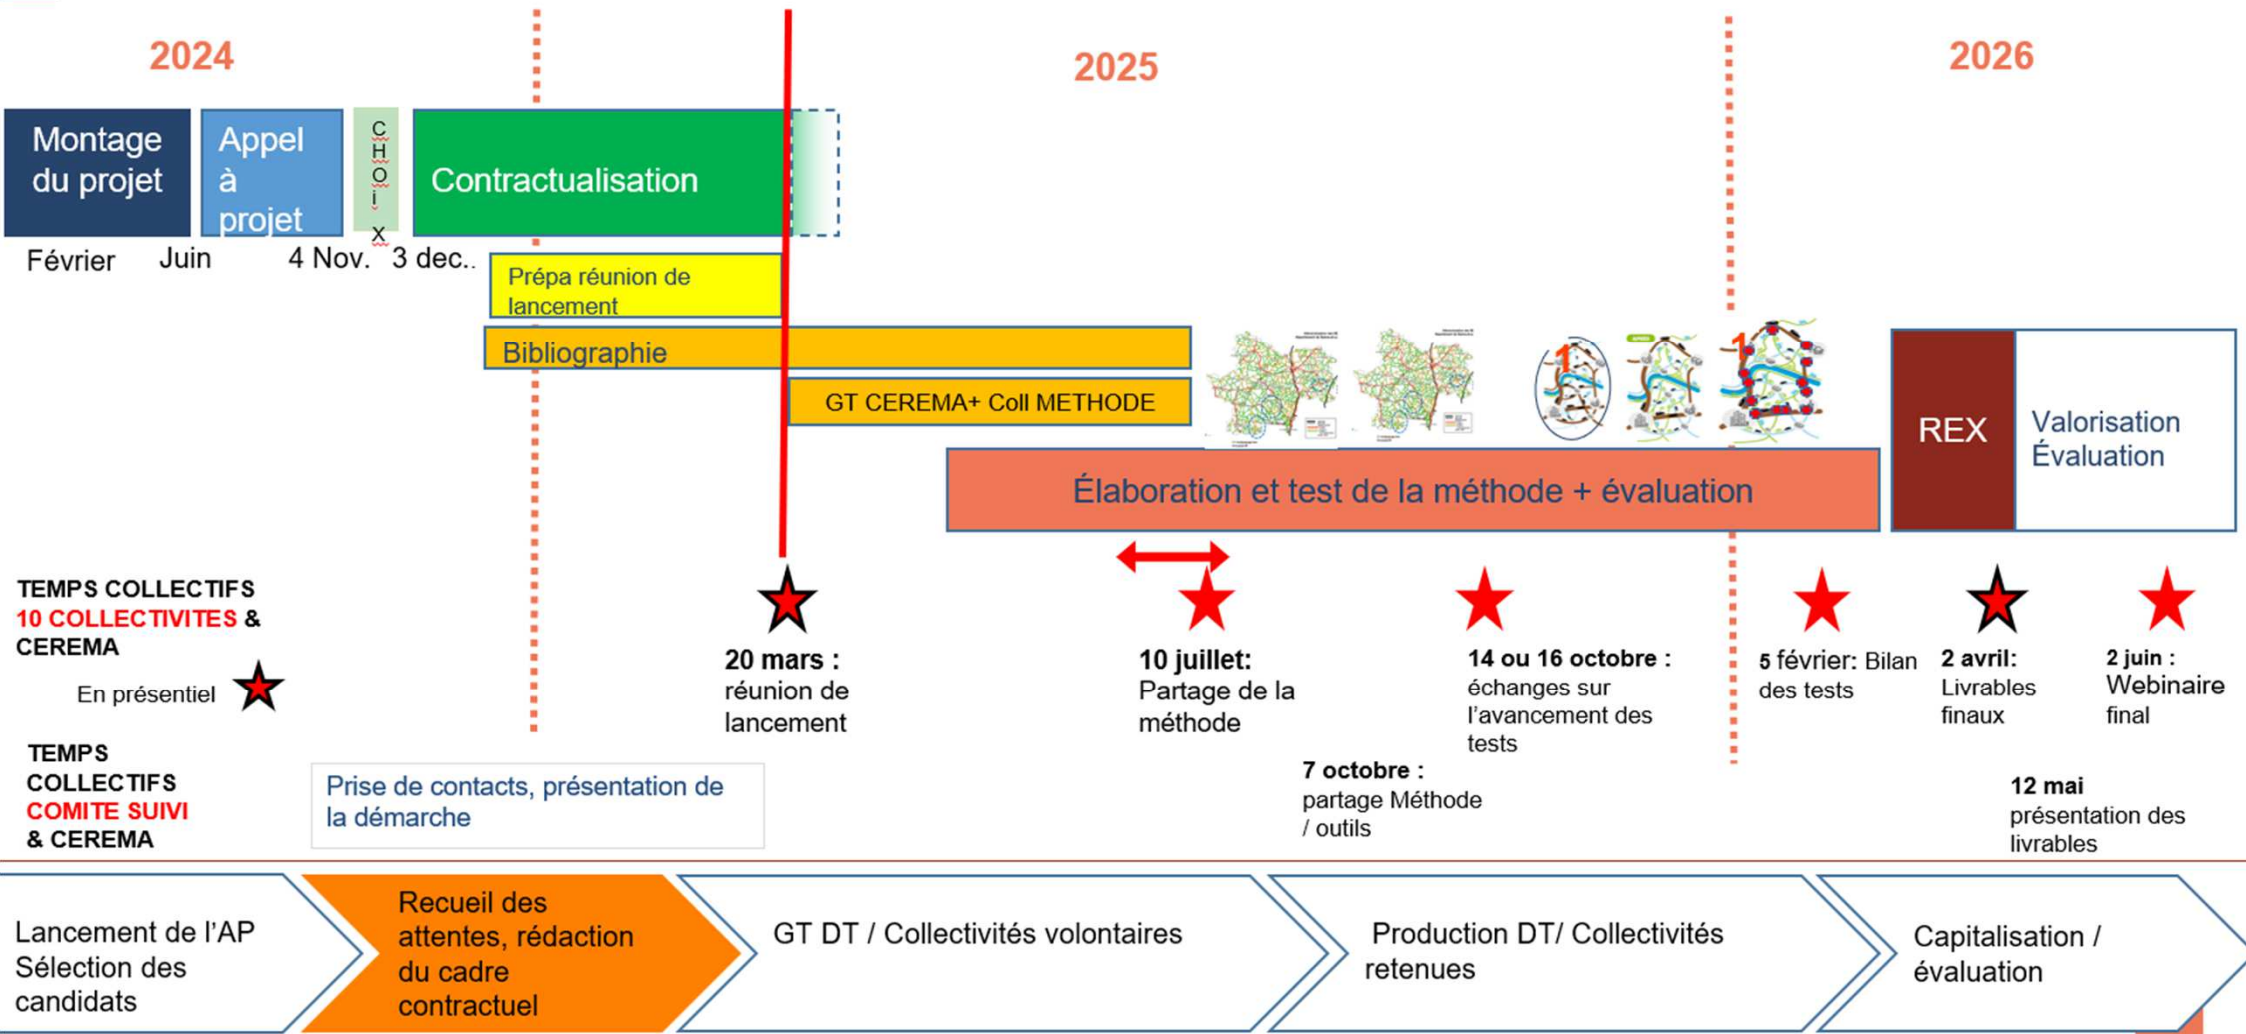 2024
2025
2026
Montage
du projet
Appel
à
projet
C
H
O
i
X
Contractualisation
Février
Juin
4 Nov.
3 dec..
Prépa réunion de
lancement
Bibliographie
GT CEREMA+ Coll METHODE
1
1
REX
Valorisation
Évaluation
Élaboration et test de la méthode + évaluation
TEMPS COLLECTIFS
10 COLLECTIVITES &
CEREMA
En présentiel
20 mars :
réunion de
lancement
10 juillet:
Partage de la
méthode
14 ou 16 octobre :
échanges sur
l'avancement des
tests
5 février: Bilan
des tests
2 avril:
Livrables
finaux
2 juin :
Webinaire
final
TEMPS
COLLECTIFS
COMITE SUIVI
& CEREMA
Prise de contacts, présentation de
la démarche
7 octobre :
partage Méthode
/ outils
12 mai
présentation des
livrables
Lancement de l'AP
Sélection des
candidats
Recueil des
attentes, rédaction
du cadre
contractuel
GT DT / Collectivités volontaires
Production DT/ Collectivités
retenues
Capitalisation /
évaluation